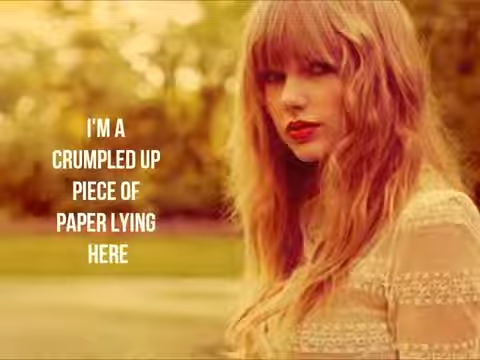 I'M A
CRUMPLED UP
PIECE OF
PAPER LYING
HERE